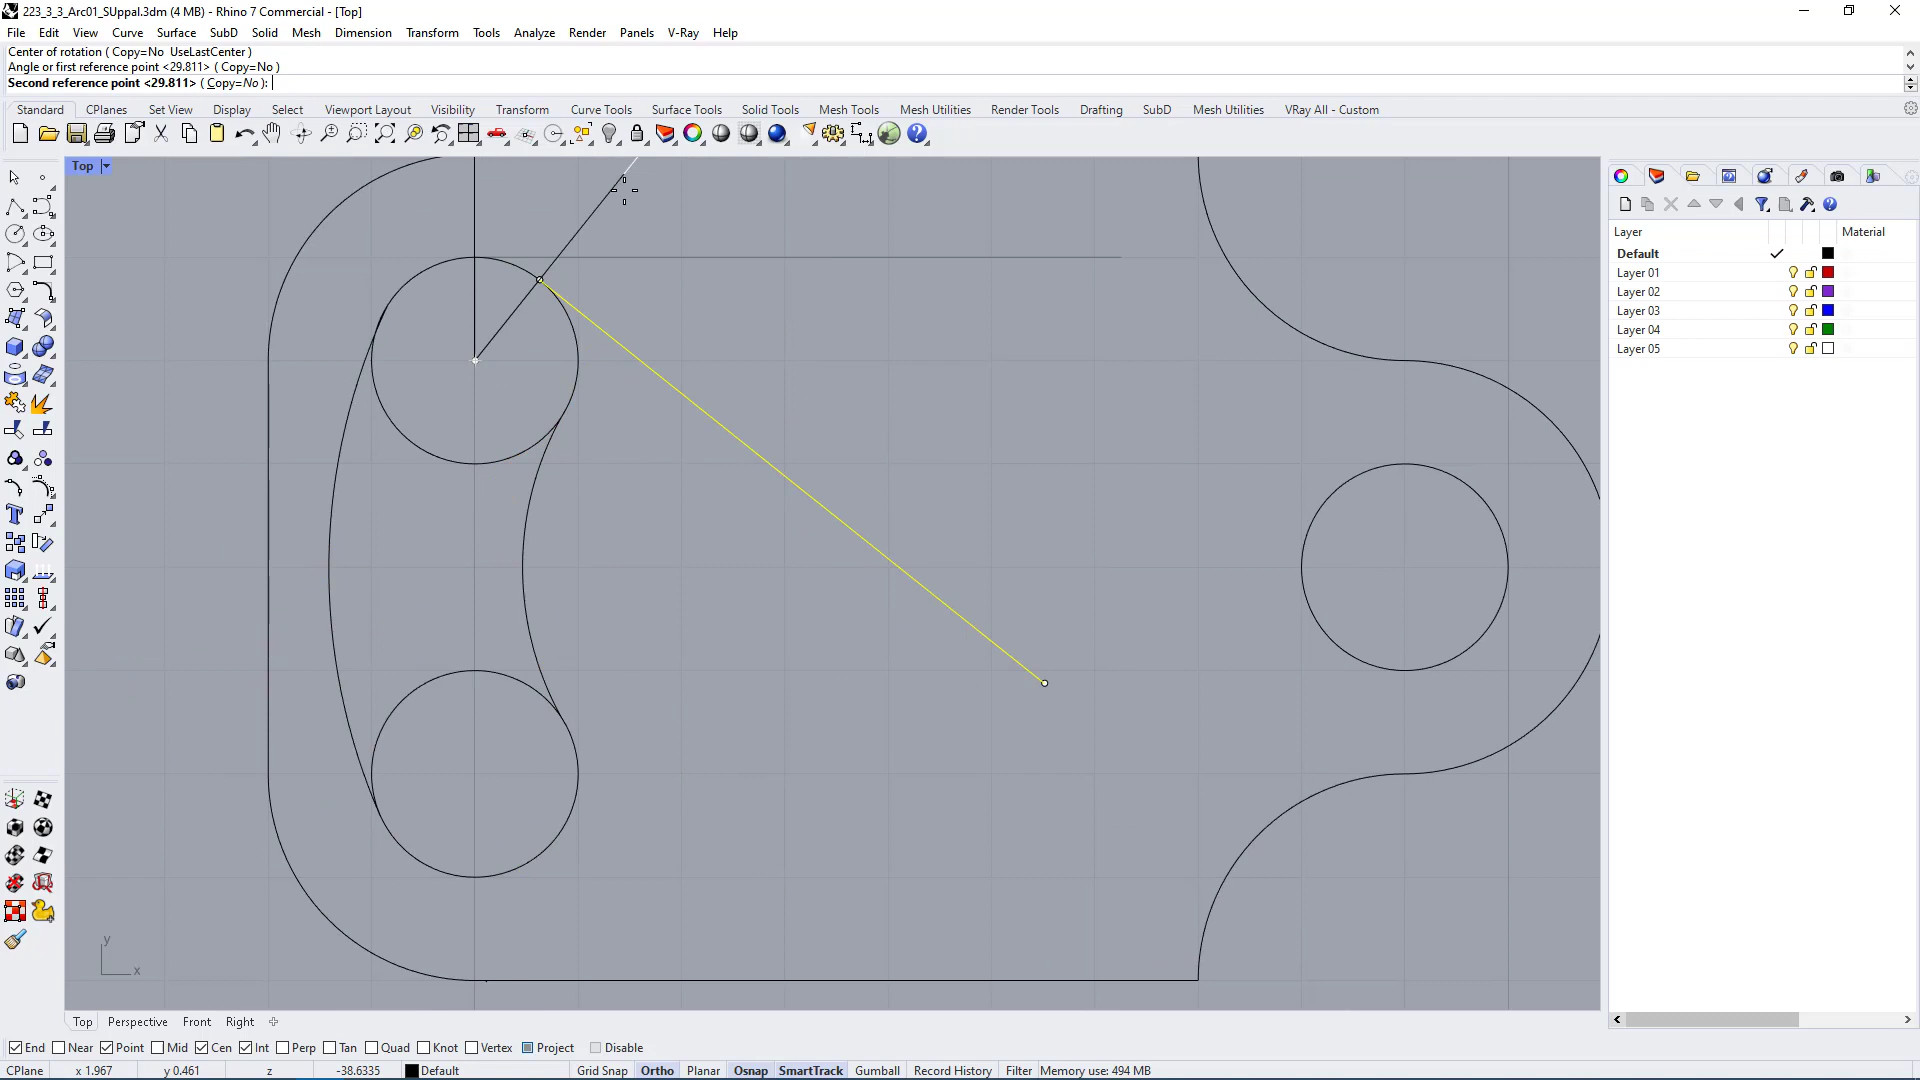 223_3_3_Arc01_SUppal.3dm (4 MB) - Rhino 7 Commercial - [Top]
File Edit View Curve Surface SubD Solid Mesh Dimension Transform Tools Analyze Render Panels V-Ray Help
Center of rotation ( Copy=No UseLastCenter )
Angle or first reference point <29.811> ( Copy=No )
Second reference point <29.811> ( Copy=No ):
Standard CPlanes Set View Display Select Viewport Layout Visibility Transform Curve Tools Surface Tools Solid Tools Mesh Tools Mesh Utilities Render Tools Drafting SubD Mesh Utilities VRay All - Custom
Top
Layer Material
Default
Layer 01
Layer 02
Layer 03
Layer 04
Layer 05
y
x
Top Perspective Front Right
End Near Point Mid Cen Int Perp Tan Quad Knot Vertex Project Disable
CPlane x 1.967 y 0.461 z -38.6335 Default Grid Snap Ortho Planar Osnap SmartTrack Gumball Record History Filter Memory use: 494 MB